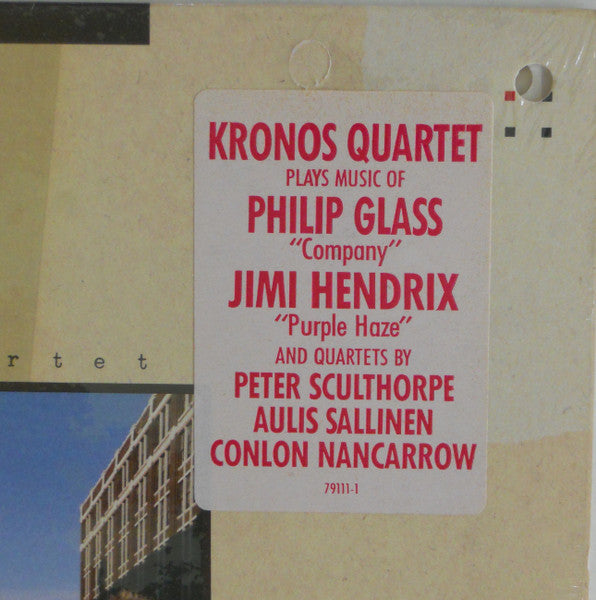 KRONOS QUARTET
PLAYS MUSIC OF
PHILIP GLASS
"Company"
JIMI HENDRIX
"Purple Haze"
AND QUARTETS BY
PETER SCULTHORPE
AULIS SALLINEN
CONLON NANCARROW
79111-1
rtet